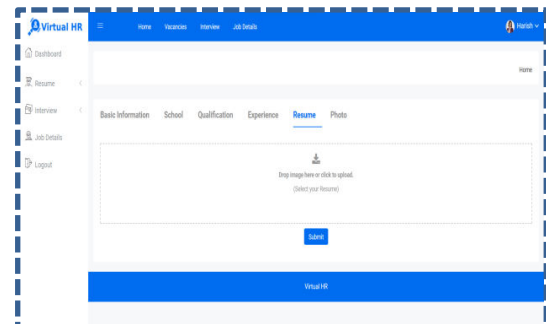 Virtual HR
Home Vacancies Interview Job Details
Harish
Dashboard
Resume
Interview
Job Details
Logout
Home
Basic Information School Qualification Experience Resume Photo
Drop image here or click to upload.
(Select your Resume)
Submit
Virtual HR